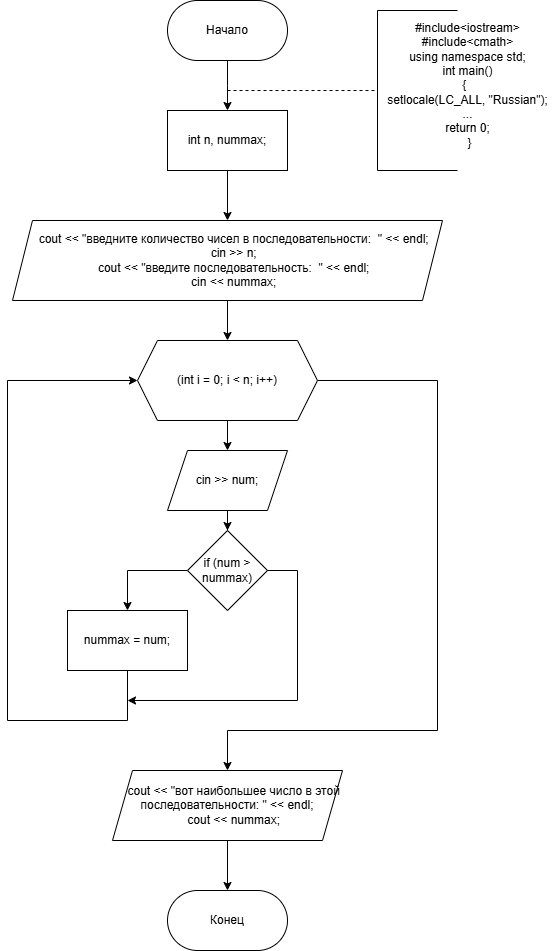 Начало
#include<iostream>
#include<cmath>
using namespace std;
int main()
{
setlocale(LC_ALL, "Russian");
...
return 0;
}
int n, nummax;
cout << "введните количество чисел в последовательности:  " << endl;
cin >> n;
cout << "введите последовательность:  " << endl;
cin << nummax;
(int i = 0; i < n; i++)
cin >> num;
if (num >
nummax)
nummax = num;
cout << "вот наибольшее число в этой
последовательности: " << endl;
cout << nummax;
Конец